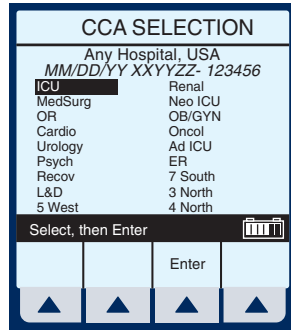 CCA SELECTION
Any Hospital, USA
MM/DD/YY XXYYZZ- 123456
ICU Renal
MedSurg Neo ICU
OR OB/GYN
Cardio Oncol
Urology Ad ICU
Psych ER
Recov 7 South
L&D 3 North
5 West 4 North
Select, then Enter
Enter